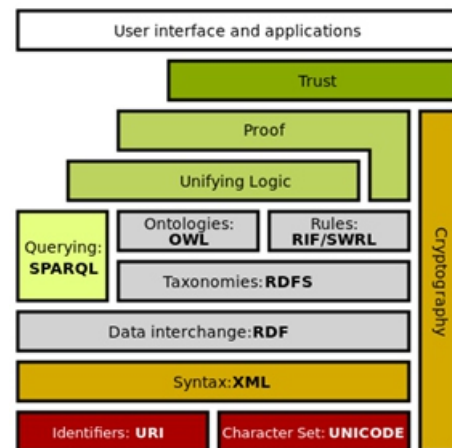 User interface and applications
Trust
Proof
Unifying Logic
Querying:
SPARQL
Ontologies:
OWL
Rules:
RIF/SWRL
Taxonomies:RDFS
Data interchange:RDF
Syntax:XML
Identifiers: URI
Character Set: UNICODE
Cryptography